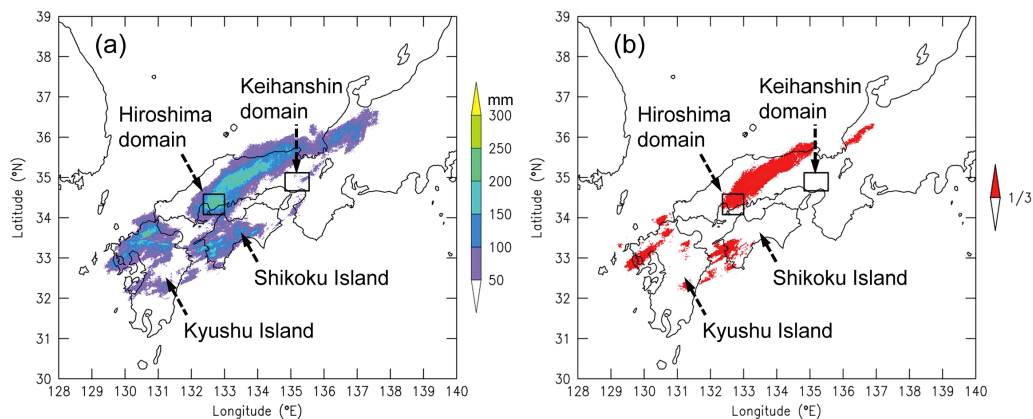 (a)
Hiroshima
domain
Keihanshin
domain
Shikoku Island
Kyushu Island
39
38
37
36
35
34
33
32
31
30
Latitude (°N)
128 129 130 131 132 133 134 135 136 137 138 139 140
Longitude (°E)
mm
300
250
200
150
100
50
(b)
Hiroshima
domain
Keihanshin
domain
Shikoku Island
Kyushu Island
39
38
37
36
35
34
33
32
31
30
Latitude (°N)
128 129 130 131 132 133 134 135 136 137 138 139 140
Longitude (°E)
1/3